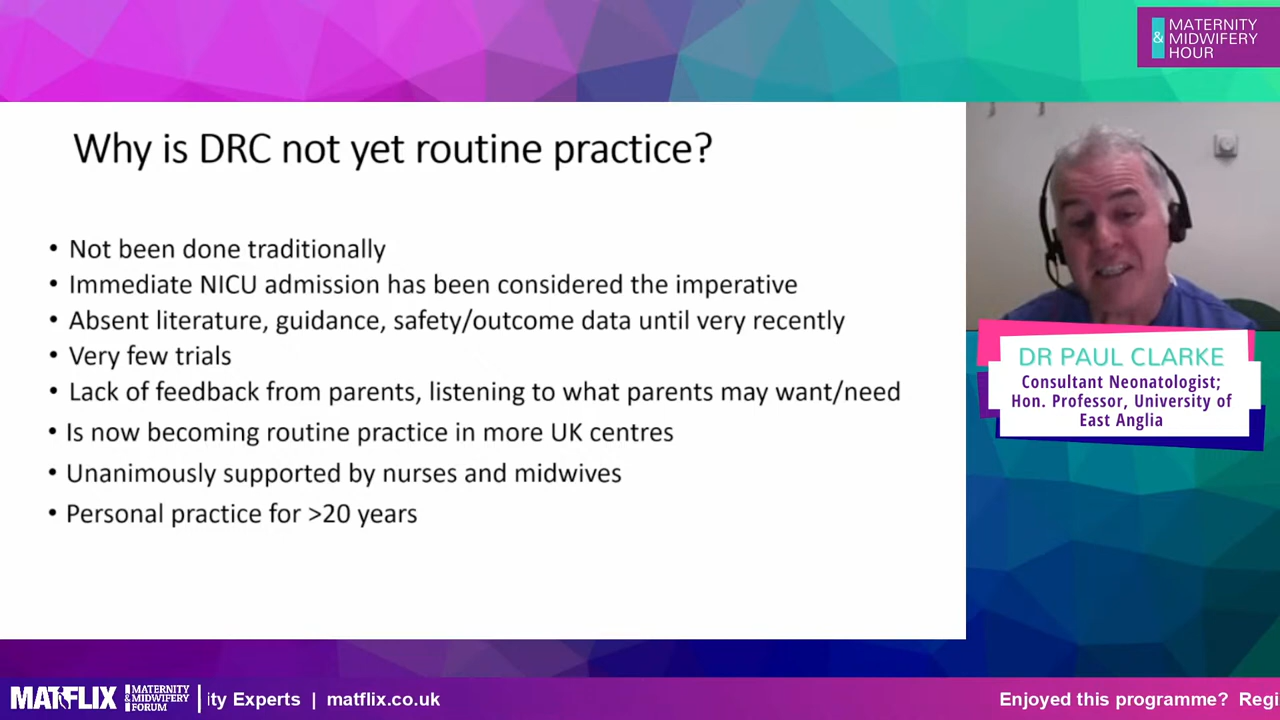 MATERNITY
& MIDWIFERY
HOUR
Why is DRC not yet routine practice?
• Not been done traditionally
• Immediate NICU admission has been considered the imperative
• Absent literature, guidance, safety/outcome data until very recently
• Very few trials
• Lack of feedback from parents, listening to what parents may want/need
• Is now becoming routine practice in more UK centres
• Unanimously supported by nurses and midwives
• Personal practice for >20 years
DR PAUL CLARKE
Consultant Neonatologist;
Hon. Professor, University of
East Anglia
MATFLIX
MATERNITY
& MIDWIFERY
FORUM
ity Experts | matflix.co.uk
Enjoyed this programme? Regi